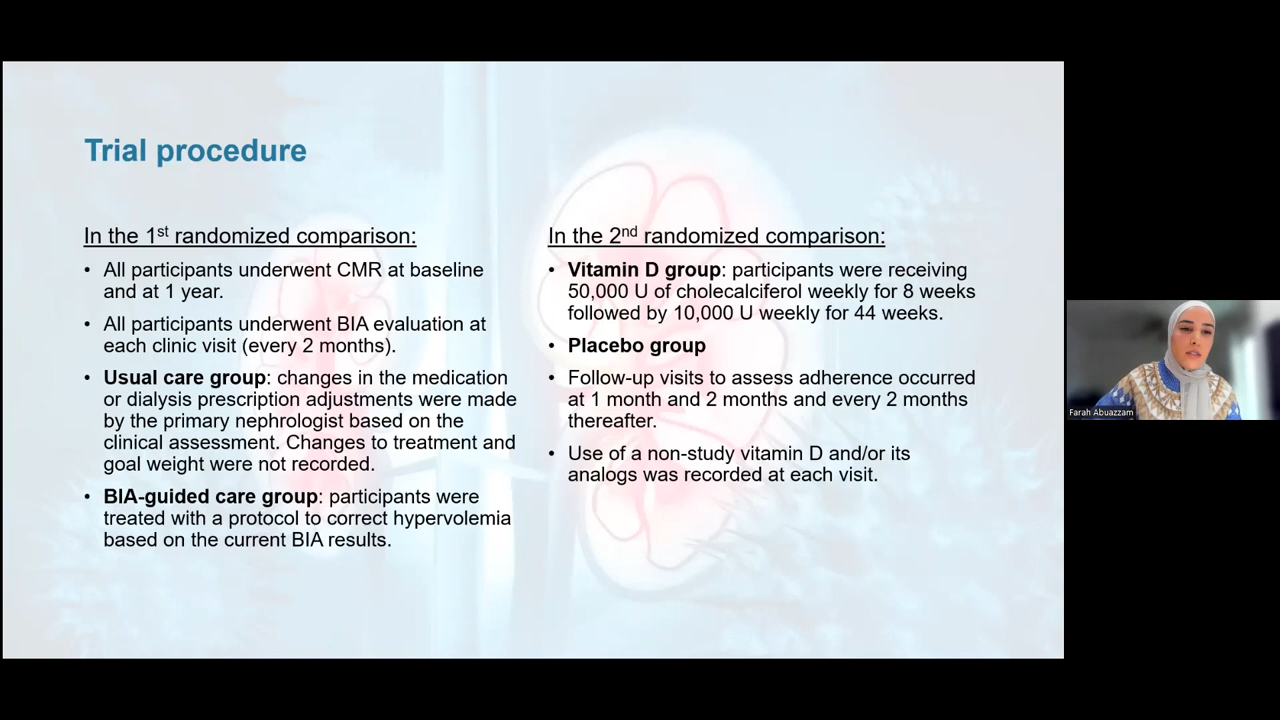 Trial procedure
In the 1st randomized comparison:
• All participants underwent CMR at baseline
and at 1 year.
• All participants underwent BIA evaluation at
each clinic visit (every 2 months).
• Usual care group: changes in the medication
or dialysis prescription adjustments were made
by the primary nephrologist based on the
clinical assessment. Changes to treatment and
goal weight were not recorded.
• BIA-guided care group: participants were
treated with a protocol to correct hypervolemia
based on the current BIA results.
In the 2nd randomized comparison:
• Vitamin D group: participants were receiving
50,000 U of cholecalciferol weekly for 8 weeks
followed by 10,000 U weekly for 44 weeks.
• Placebo group
• Follow-up visits to assess adherence occurred
at 1 month and 2 months and every 2 months
thereafter.
• Use of a non-study vitamin D and/or its
analogs was recorded at each visit.
Farah Abuazzam